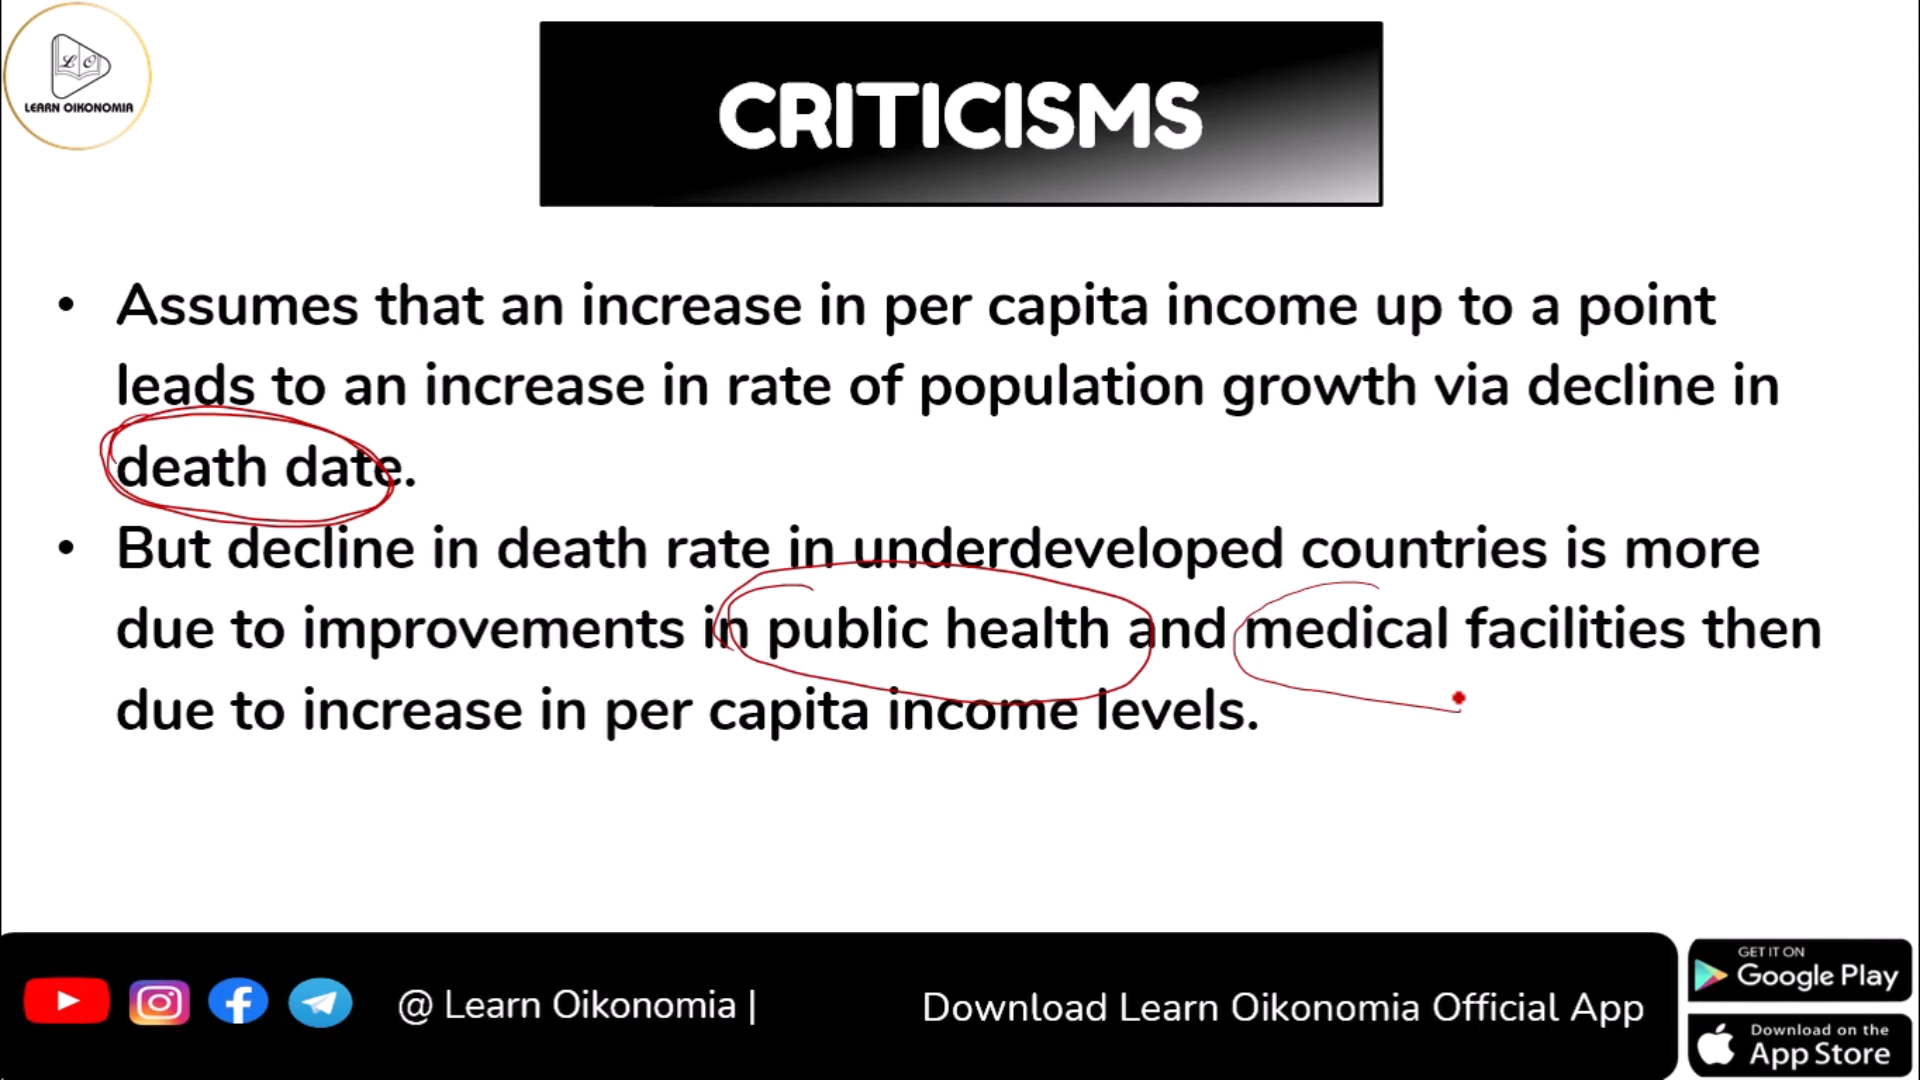 LO
LEARN OIKONOMIA
CRITICISMS
• Assumes that an increase in per capita income up to a point
leads to an increase in rate of population growth via decline in
death date.
• But decline in death rate in underdeveloped countries is more
due to improvements in public health and medical facilities then
due to increase in per capita income levels.
@ Learn Oikonomia |
Download Learn Oikonomia Official App
GET IT ON
Google Play
Download on the
App Store